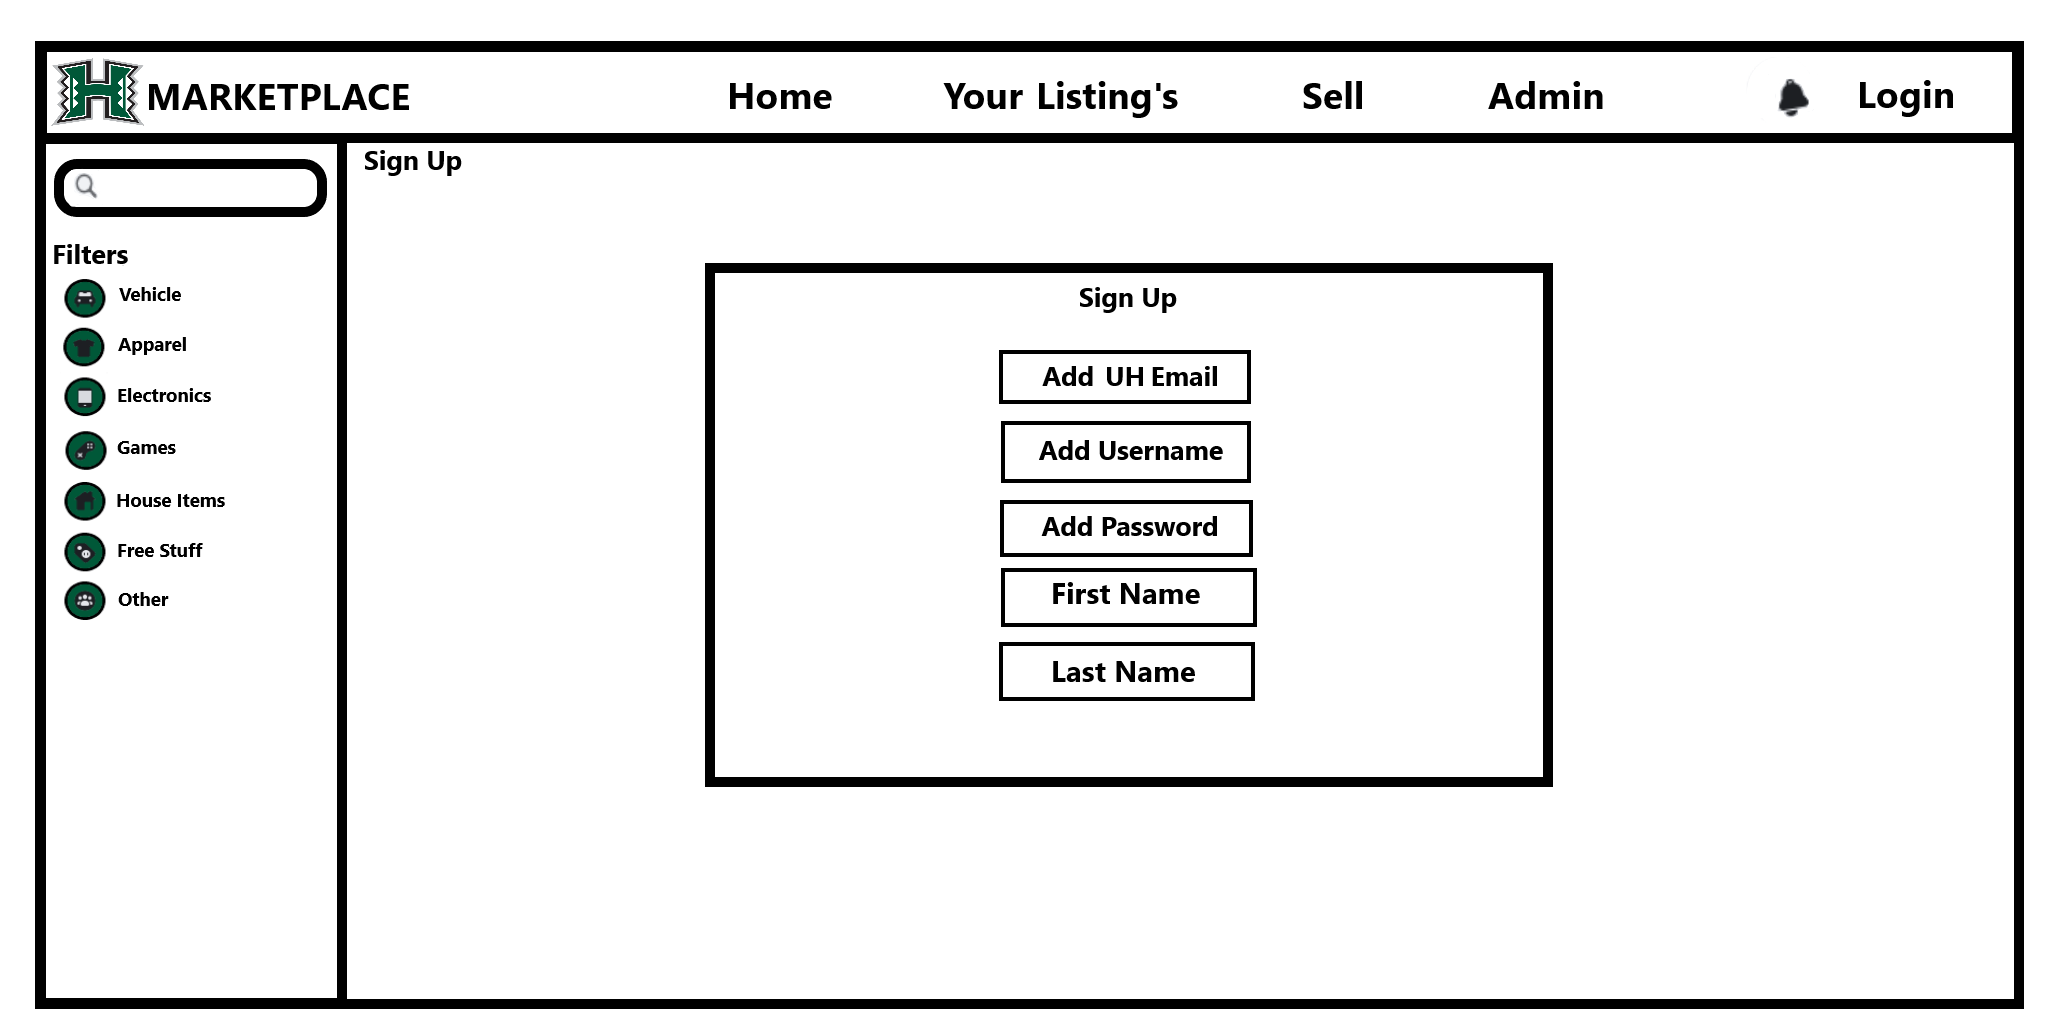 H MARKETPLACE Home Your Listing's Sell Admin Login
Sign Up
Filters
Vehicle
Apparel
Electronics
Games
House Items
Free Stuff
Other
Sign Up
Add UH Email
Add Username
Add Password
First Name
Last Name